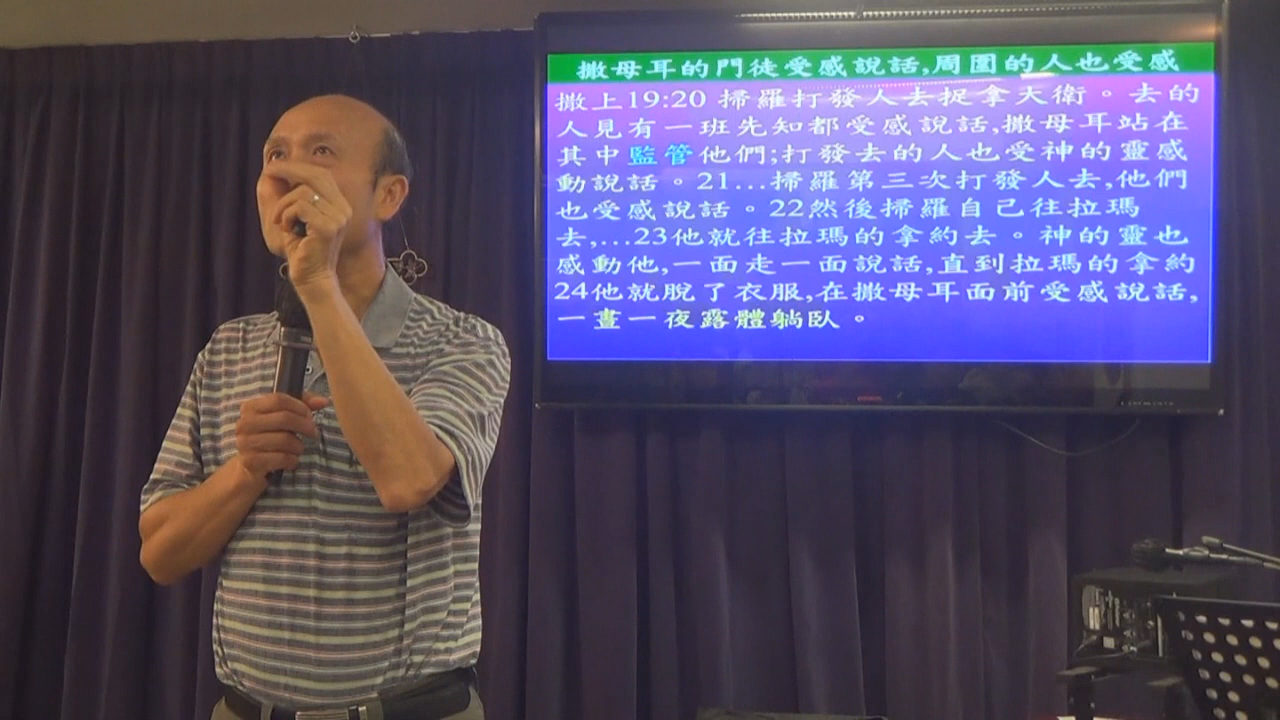 撒母耳的門徒受感說話,周圍的人也受感
撒上19:20 掃羅打發人去捉拿大衛。去的
人見有一班先知都受感說話,撒母耳站在
其中監管他們;打發去的人也受神的靈感
動說話。21...掃羅第三次打發人去,他們
也受感說話。22然後掃羅自己往拉瑪
去,...23他就往拉瑪的拿約去。神的靈也
感動他,一面走一面說話,直到拉瑪的拿約
24他就脫了衣服,在撒母耳面前受感說話,
一晝一夜露體躺臥。